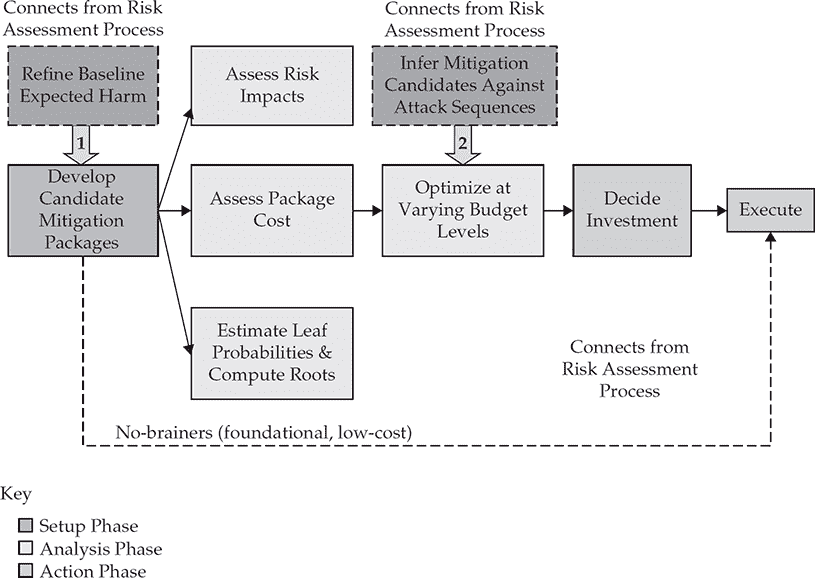 Connects from Risk
Assessment Process
Connects from Risk
Assessment Process
Refine Baseline
Expected Harm
Assess Risk
Impacts
Infer Mitigation
Candidates Against
Attack Sequences
1
2
Develop
Candidate
Mitigation
Packages
Assess Package
Cost
Optimize at
Varying Budget
Levels
Decide
Investment
Execute
Estimate Leaf
Probabilities &
Compute Roots
Connects from
Risk Assessment
Process
No-brainers (foundational, low-cost)
Key
Setup Phase
Analysis Phase
Action Phase